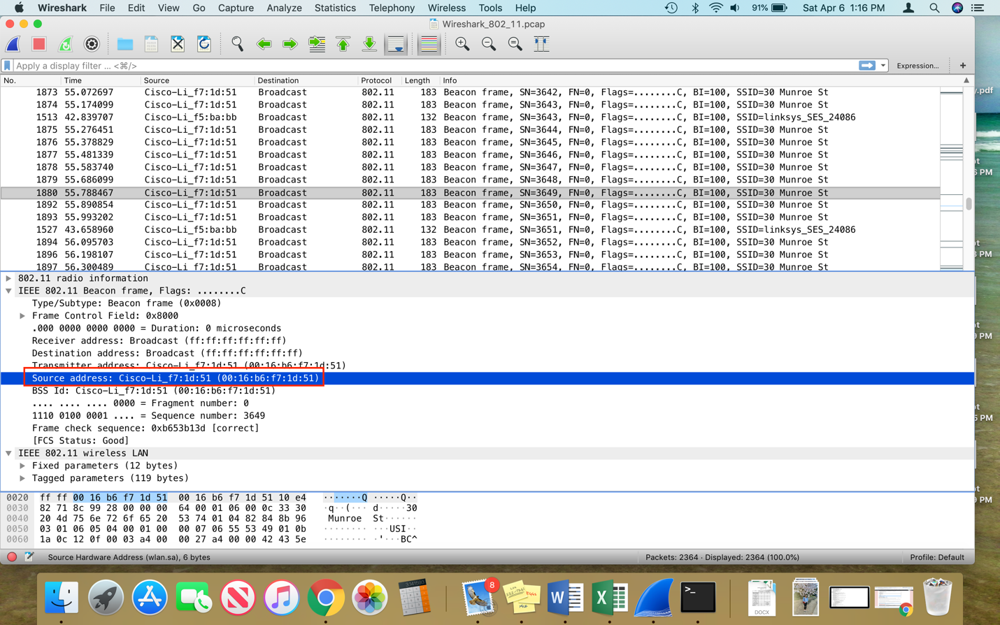 Wireshark File Edit View Go Capture Analyze Statistics Telephony Wireless Tools Help 91% Sat Apr 6 1:16 PM
Wireshark_802_11.pcap
Apply a display filter ... <⌘/> Expression... +
No. Time Source Destination Protocol Length Info
1873 55.072697 Cisco-Li_f7:1d:51 Broadcast 802.11 183 Beacon frame, SN=3642, FN=0, Flags=........C, BI=100, SSID=30 Munroe St
1874 55.174099 Cisco-Li_f7:1d:51 Broadcast 802.11 183 Beacon frame, SN=3643, FN=0, Flags=........C, BI=100, SSID=30 Munroe St
1513 42.839707 Cisco-Li_f5:ba:bb Broadcast 802.11 132 Beacon frame, SN=3643, FN=0, Flags=........C, BI=100, SSID=linksys_SES_24086
1875 55.276451 Cisco-Li_f7:1d:51 Broadcast 802.11 183 Beacon frame, SN=3644, FN=0, Flags=........C, BI=100, SSID=30 Munroe St
1876 55.378829 Cisco-Li_f7:1d:51 Broadcast 802.11 183 Beacon frame, SN=3645, FN=0, Flags=........C, BI=100, SSID=30 Munroe St
1877 55.481339 Cisco-Li_f7:1d:51 Broadcast 802.11 183 Beacon frame, SN=3646, FN=0, Flags=........C, BI=100, SSID=30 Munroe St
1878 55.583740 Cisco-Li_f7:1d:51 Broadcast 802.11 183 Beacon frame, SN=3647, FN=0, Flags=........C, BI=100, SSID=30 Munroe St
1879 55.686099 Cisco-Li_f7:1d:51 Broadcast 802.11 183 Beacon frame, SN=3648, FN=0, Flags=........C, BI=100, SSID=30 Munroe St
1880 55.788467 Cisco-Li_f7:1d:51 Broadcast 802.11 183 Beacon frame, SN=3649, FN=0, Flags=........C, BI=100, SSID=30 Munroe St
1892 55.890854 Cisco-Li_f7:1d:51 Broadcast 802.11 183 Beacon frame, SN=3650, FN=0, Flags=........C, BI=100, SSID=30 Munroe St
1893 55.993202 Cisco-Li_f7:1d:51 Broadcast 802.11 183 Beacon frame, SN=3651, FN=0, Flags=........C, BI=100, SSID=30 Munroe St
1527 43.658960 Cisco-Li_f5:ba:bb Broadcast 802.11 132 Beacon frame, SN=3651, FN=0, Flags=........C, BI=100, SSID=linksys_SES_24086
1894 56.095703 Cisco-Li_f7:1d:51 Broadcast 802.11 183 Beacon frame, SN=3652, FN=0, Flags=........C, BI=100, SSID=30 Munroe St
1896 56.198107 Cisco-Li_f7:1d:51 Broadcast 802.11 183 Beacon frame, SN=3653, FN=0, Flags=........C, BI=100, SSID=30 Munroe St
1897 56.300489 Cisco-Li_f7:1d:51 Broadcast 802.11 183 Beacon frame, SN=3654, FN=0, Flags=........C, BI=100, SSID=30 Munroe St
802.11 radio information
IEEE 802.11 Beacon frame, Flags: ........C
Type/Subtype: Beacon frame (0x0008)
Frame Control Field: 0x8000
.000 0000 0000 0000 = Duration: 0 microseconds
Receiver address: Broadcast (ff:ff:ff:ff:ff:ff)
Destination address: Broadcast (ff:ff:ff:ff:ff:ff)
Transmitter address: Cisco-Li_f7:1d:51 (00:16:b6:f7:1d:51)
Source address: Cisco-Li_f7:1d:51 (00:16:b6:f7:1d:51)
BSS Id: Cisco-Li_f7:1d:51 (00:16:b6:f7:1d:51)
.... .... .... 0000 = Fragment number: 0
1110 0100 0001 .... = Sequence number: 3649
Frame check sequence: 0xb653b13d [correct]
[FCS Status: Good]
IEEE 802.11 wireless LAN
Fixed parameters (12 bytes)
Tagged parameters (119 bytes)
0020 ff ff 00 16 b6 f7 1d 51 00 16 b6 f7 1d 51 10 e4 ·······Q ·····Q··
0030 82 71 8c 99 28 00 00 00 64 00 01 06 00 0c 33 30 ·q··(··· d·····30
0040 20 4d 75 6e 72 6f 65 20 53 74 01 04 82 84 8b 96 Munroe St······
0050 03 01 06 05 04 00 01 00 00 07 06 55 53 49 01 0b ········ ···USI··
0060 1a 0c 12 0f 00 03 a4 00 00 27 a4 00 00 42 43 5e ········ ·'···BC^
Source Hardware Address (wlan.sa), 6 bytes Packets: 2364 · Displayed: 2364 (100.0%) Profile: Default
8
DOCX